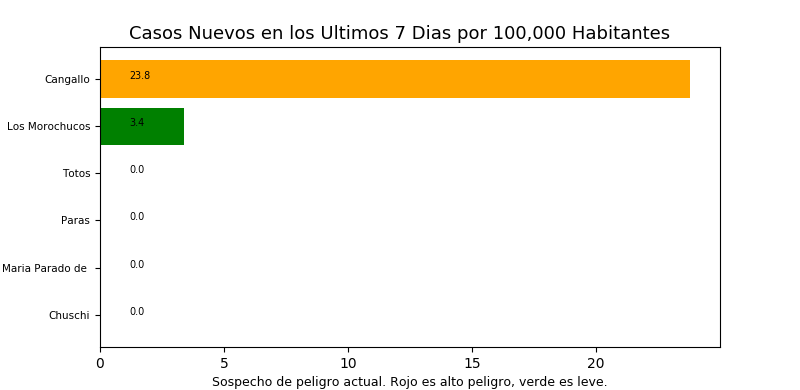 Casos Nuevos en los Ultimos 7 Dias por 100,000 Habitantes
Cangallo 23.8
Los Morochucos 3.4
Totos 0.0
Paras 0.0
Maria Parado de 0.0
Chuschi 0.0
0 5 10 15 20
Sospecho de peligro actual. Rojo es alto peligro, verde es leve.